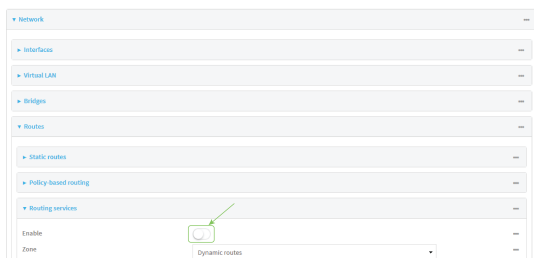 Network
Interfaces
Virtual LAN
Bridges
Routes
Static routes
Policy-based routing
Routing services
Enable
Zone Dynamic routes